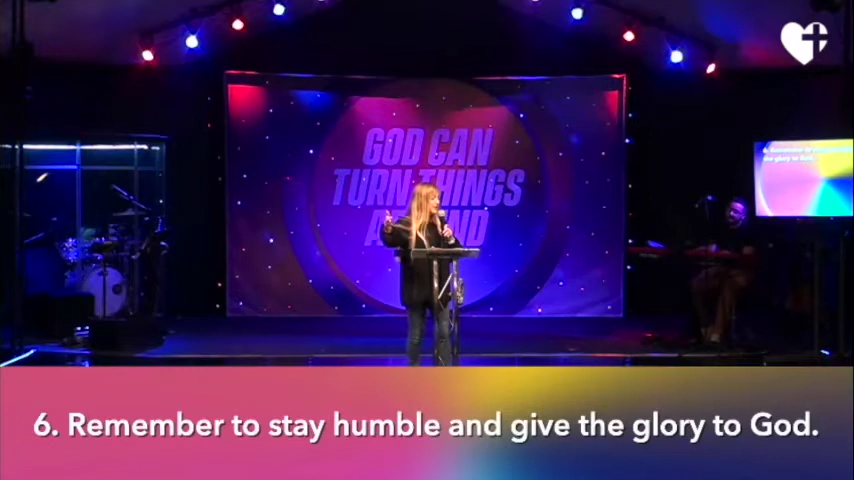 GOD CAN
TURN THINGS
6. Remember to stay humble and give the glory to God.